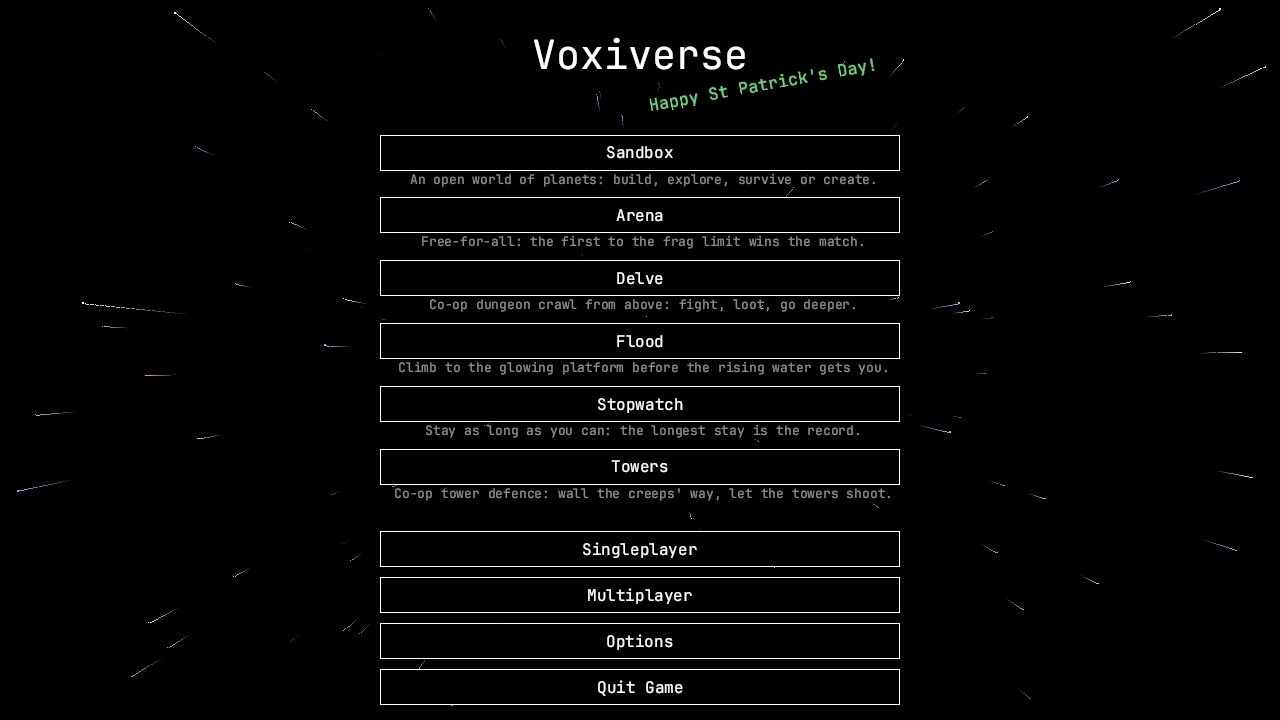 Voxiverse
Happy St Patrick's Day!
Sandbox
An open world of planets: build, explore, survive or create.
Arena
Free-for-all: the first to the frag limit wins the match.
Delve
Co-op dungeon crawl from above: fight, loot, go deeper.
Flood
Climb to the glowing platform before the rising water gets you.
Stopwatch
Stay as long as you can: the longest stay is the record.
Towers
Co-op tower defence: wall the creeps' way, let the towers shoot.
Singleplayer
Multiplayer
Options
Quit Game